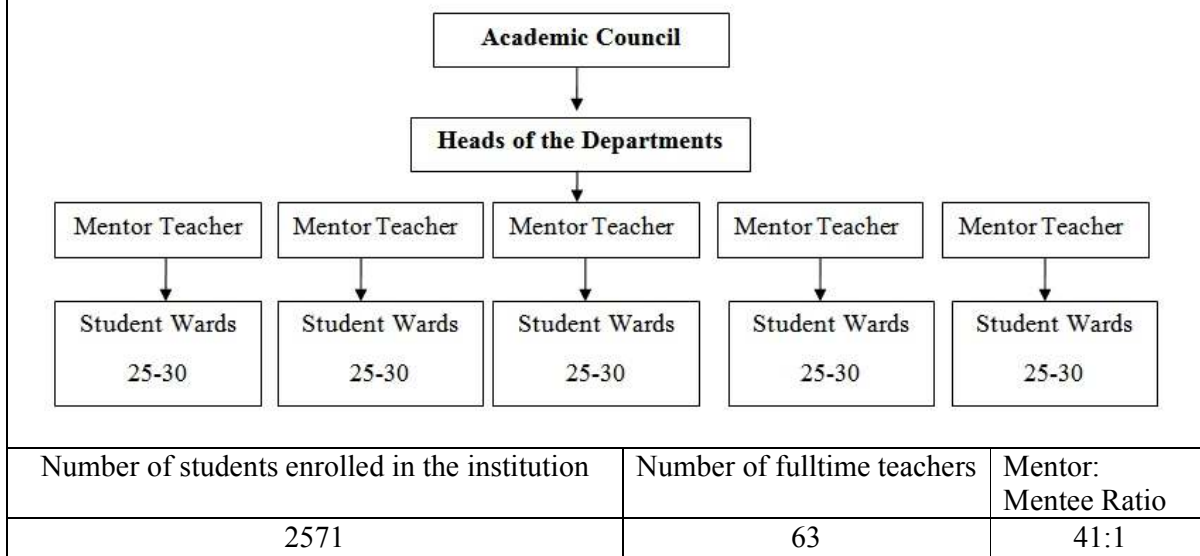 Academic Council
Heads of the Departments
Mentor Teacher Mentor Teacher Mentor Teacher Mentor Teacher Mentor Teacher
Student Wards Student Wards Student Wards Student Wards Student Wards
25-30 25-30 25-30 25-30 25-30
Number of students enrolled in the institution Number of fulltime teachers Mentor:
Mentee Ratio
2571 63 41:1